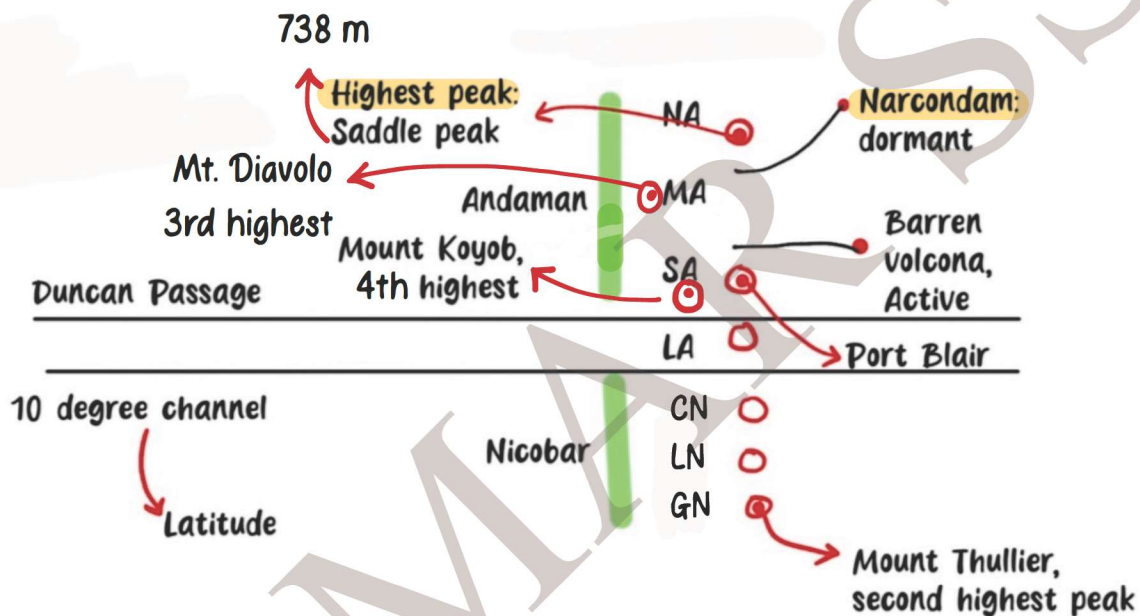 738 m
Highest peak:
Saddle peak
NA
Narcondam:
dormant
Mt. Diavolo
3rd highest
Andaman
MA
Mount Koyob,
4th highest
SA
Barren
volcona,
Active
Duncan Passage
LA
Port Blair
10 degree channel
CN
Nicobar
LN
GN
Latitude
Mount Thullier,
second highest peak